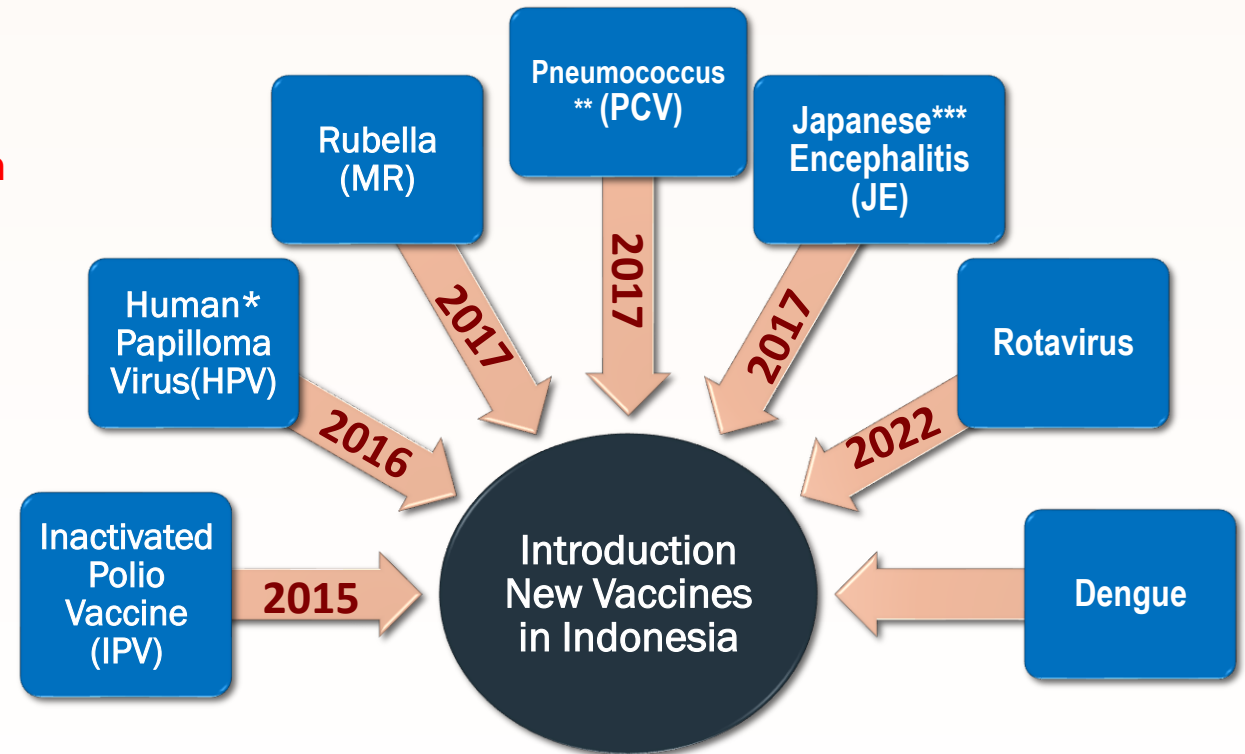 Inactivated
Polio
Vaccine
(IPV)
2015
Human*
Papilloma
Virus(HPV)
2016
Rubella
(MR)
2017
Pneumococcus
** (PCV)
2017
Japanese***
Encephalitis
(JE)
2017
Rotavirus
2022
Dengue
Introduction
New Vaccines
in Indonesia